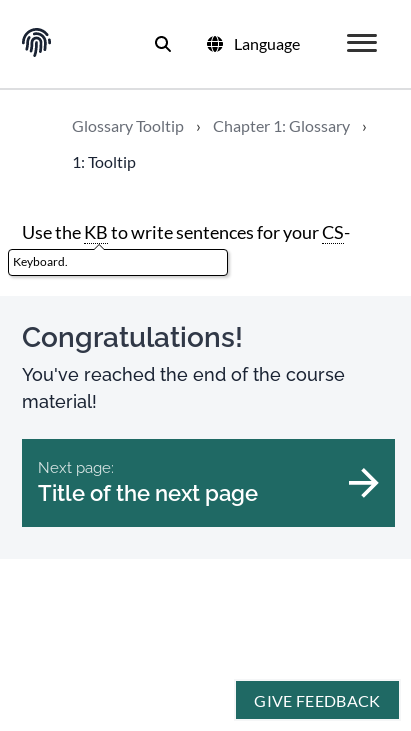 Language
Glossary Tooltip › Chapter 1: Glossary ›
1: Tooltip
Use the KB to write sentences for your CS-
Keyboard.
Congratulations!
You've reached the end of the course
material!
Next page:
Title of the next page
GIVE FEEDBACK